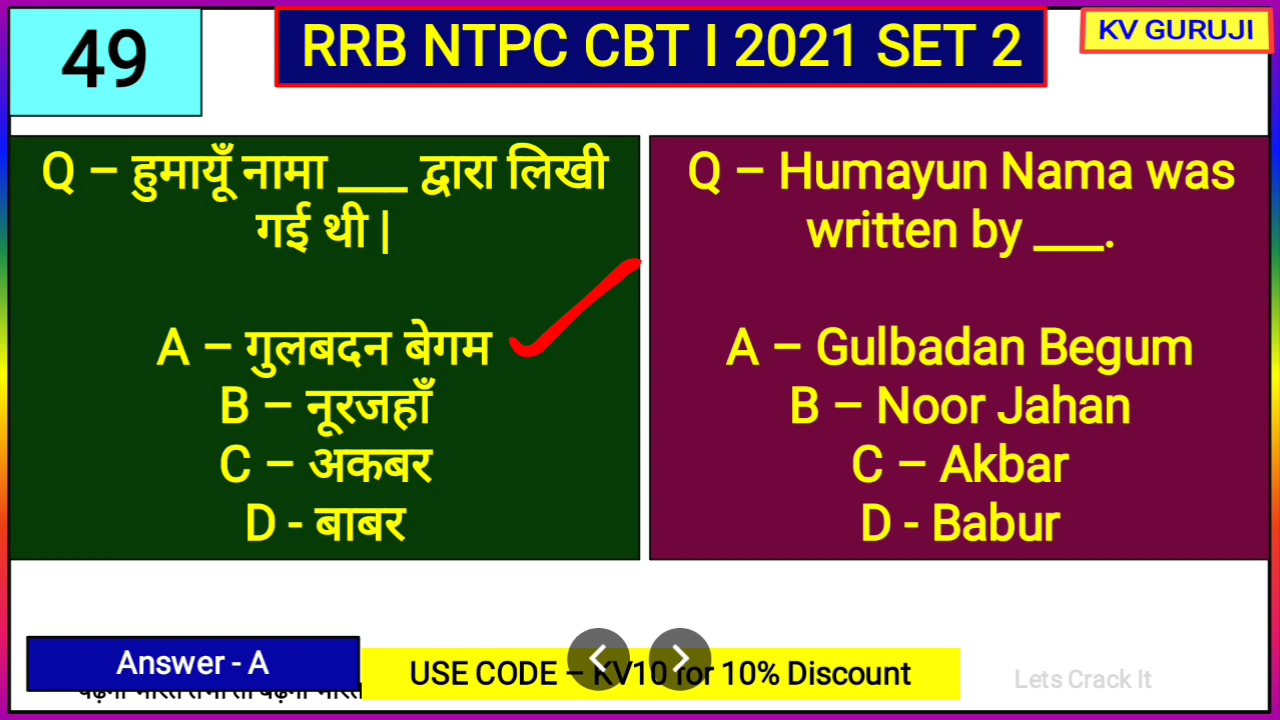 49
RRB NTPC CBT I 2021 SET 2
KV GURUJI
Q – हुमायूँ नामा ___ द्वारा लिखी
गई थी |
A – गुलबदन बेगम
B – नूरजहाँ
C – अकबर
D - बाबर
Q – Humayun Nama was
written by ___.
A – Gulbadan Begum
B – Noor Jahan
C – Akbar
D - Babur
Answer - A
USE CODE – KV10 for 10% Discount
Lets Crack It